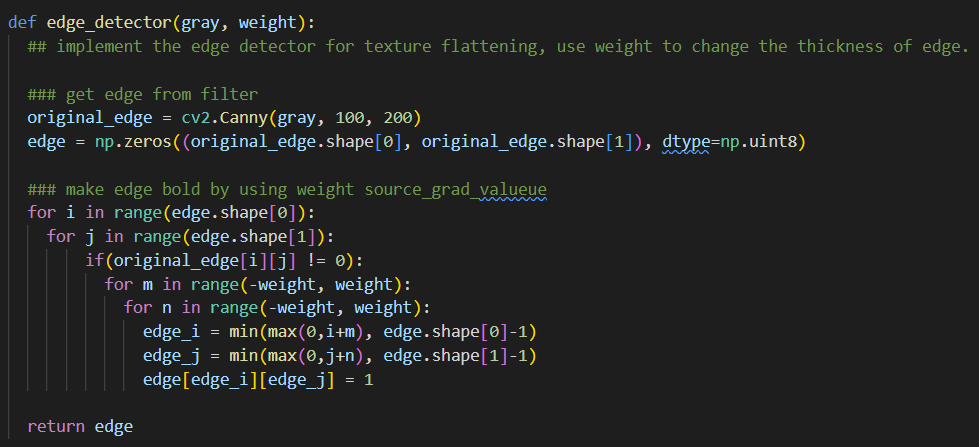 def edge_detector(gray, weight):
## implement the edge detector for texture flattening, use weight to change the thickness of edge.
### get edge from filter
original_edge = cv2.Canny(gray, 100, 200)
edge = np.zeros((original_edge.shape[0], original_edge.shape[1]), dtype=np.uint8)
### make edge bold by using weight source_grad_valueue
for i in range(edge.shape[0]):
for j in range(edge.shape[1]):
if(original_edge[i][j] != 0):
for m in range(-weight, weight):
for n in range(-weight, weight):
edge_i = min(max(0,i+m), edge.shape[0]-1)
edge_j = min(max(0,j+n), edge.shape[1]-1)
edge[edge_i][edge_j] = 1
return edge